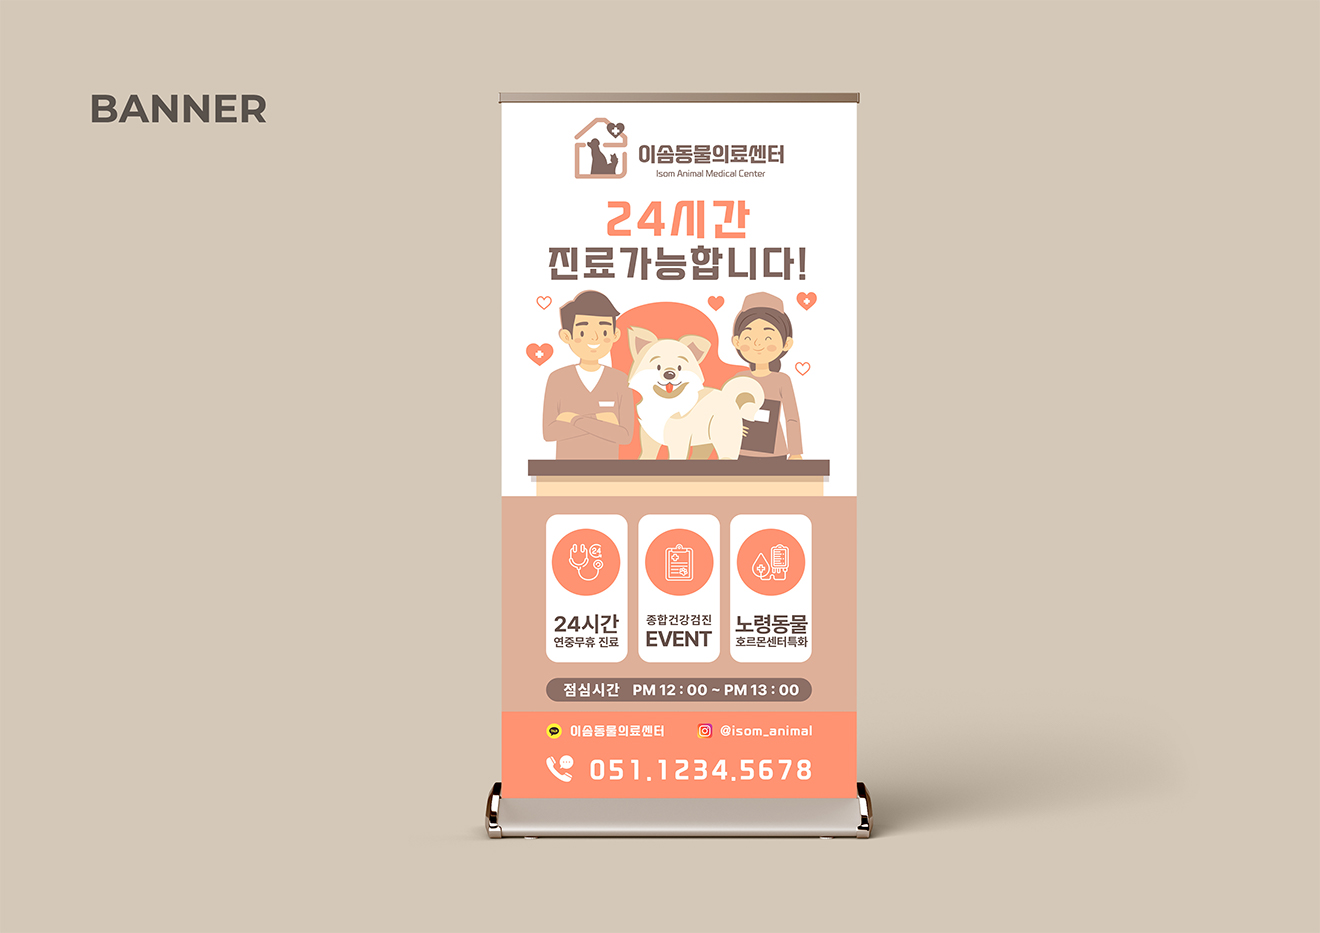 BANNER
이솜동물의료센터
Isom Animal Medical Center
24시간
진료가능합니다!
24
24시간
연중무휴 진료
종합건강검진
EVENT
노령동물
호르몬센터특화
점심시간 PM 12 : 00 ~ PM 13 : 00
이솜동물의료센터
@isom_animal
051.1234.5678